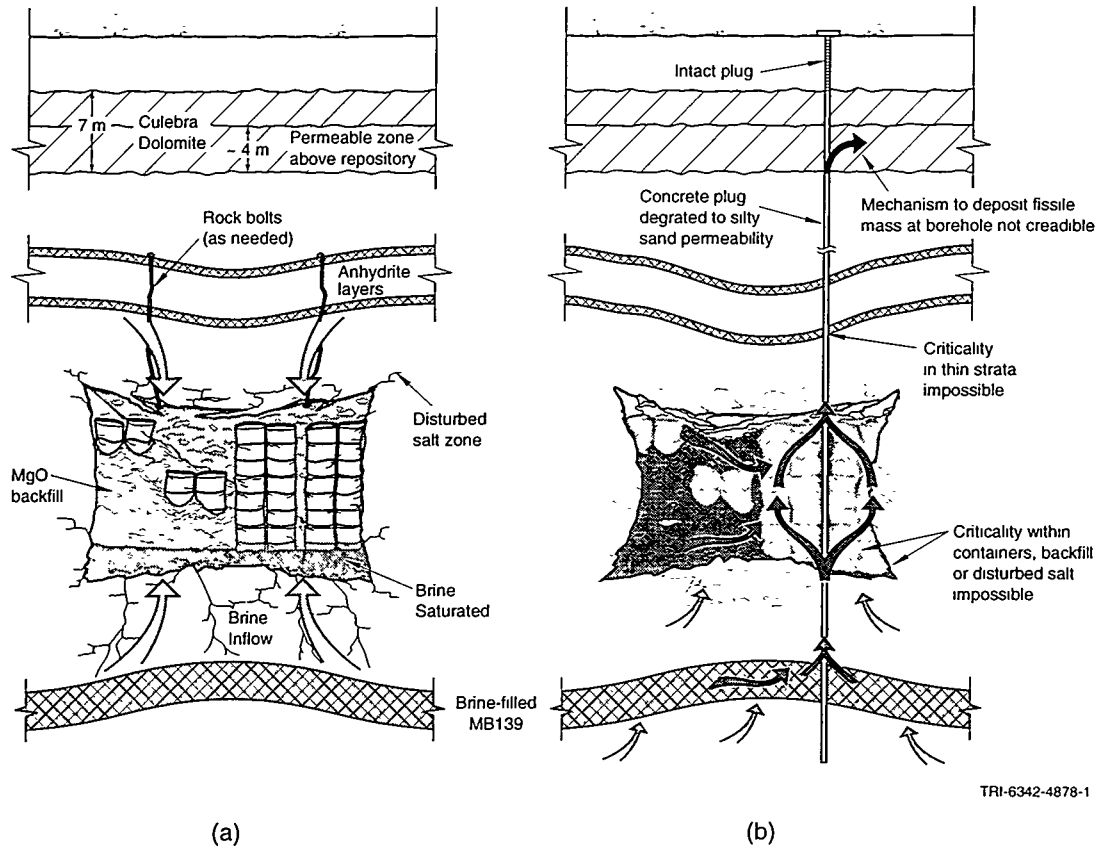 7 m
Culebra
Dolomite
~ 4 m
Permeable zone
above repository
Rock bolts
(as needed)
Anhydrite
layers
Disturbed
salt zone
MgO
backfill
Brine
Saturated
Brine
Inflow
Brine-filled
MB139
(a)
Intact plug
Concrete plug
degrated to silty
sand permeability
Mechanism to deposit fissile
mass at borehole not creadible
Criticality
in thin strata
impossible
Criticality within
containers, backfill
or disturbed salt
impossible
TRI-6342-4878-1
(b)